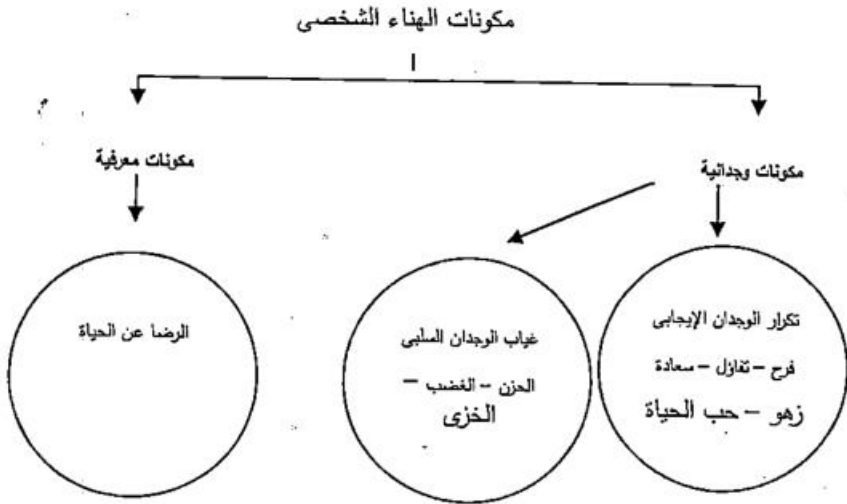 مكونات الهناء الشخصى
مكونات وجدانية
مكونات معرفية
تكرار الوجدان الإيجابى
فرح – تفاؤل – سعادة
زهو – حب الحياة
غياب الوجدان السلبى
الحزن – الغضب –
الخزى
الرضا عن الحياة